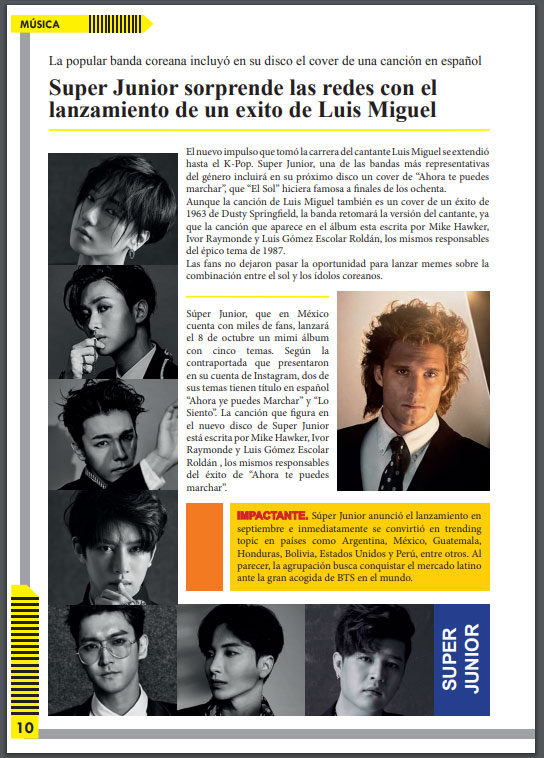 MÚSICA
La popular banda coreana incluyó en su disco el cover de una canción en español
Super Junior sorprende las redes con el
lanzamiento de un exito de Luis Miguel
El nuevo impulso que tomó la carrera del cantante Luis Miguel se extendió
hasta el K-Pop. Super Junior, una de las bandas más representativas
del género incluirá en su próximo disco un cover de “Ahora te puedes
marchar”, que “El Sol” hiciera famosa a finales de los ochenta.
Aunque la canción de Luis Miguel también es un cover de un éxito de
1963 de Dusty Springfield, la banda retomará la versión del cantante, ya
que la canción que aparece en el álbum esta escrita por Mike Hawker,
Ivor Raymonde y Luis Gómez Escolar Roldán, los mismos responsables
del épico tema de 1987.
Las fans no dejaron pasar la oportunidad para lanzar memes sobre la
combinación entre el sol y los ídolos coreanos.
Súper Junior, que en México
cuenta con miles de fans, lanzará
el 8 de octubre un mimi álbum
con cinco temas. Según la
contraportada que presentaron
en su cuenta de Instagram, dos de
sus temas tienen título en español
“Ahora ye puedes Marchar” y “Lo
Siento”. La canción que figura en
el nuevo disco de Super Junior
está escrita por Mike Hawker, Ivor
Raymonde y Luis Gómez Escolar
Roldán , los mismos responsables
del éxito de “Ahora te puedes
marchar“.
IMPACTANTE. Súper Junior anunció el lanzamiento en
septiembre e inmediatamente se convirtió en trending
topic en países como Argentina, México, Guatemala,
Honduras, Bolivia, Estados Unidos y Perú, entre otros. Al
parecer, la agrupación busca conquistar el mercado latino
ante la gran acogida de BTS en el mundo.
SUPER
JUNIOR
10